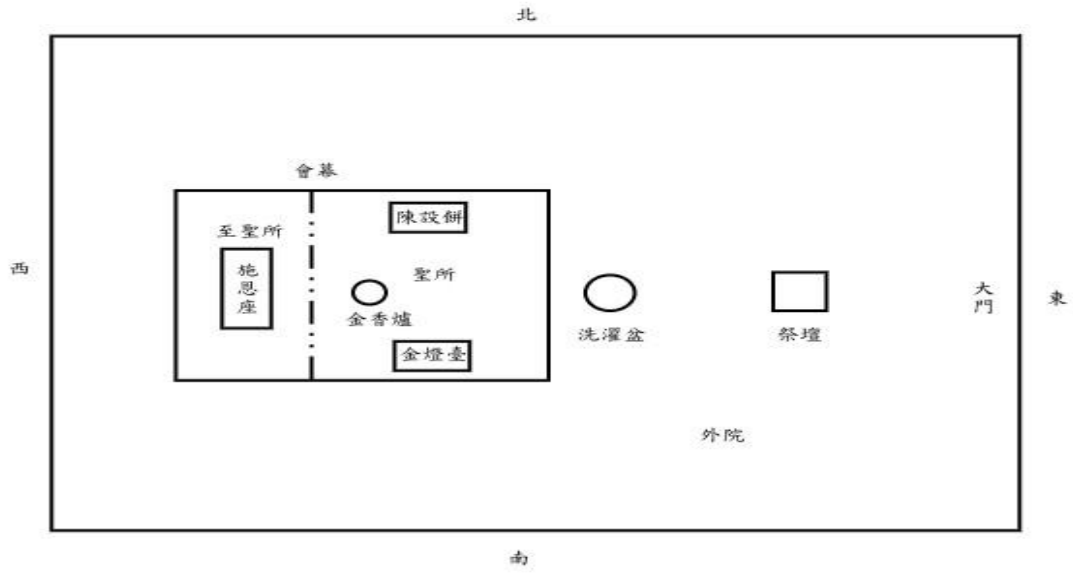 北
會幕
陳設餅
至聖所
西
施恩座
聖所
金香爐
金燈臺
洗濯盆
祭壇
大門
東
外院
南